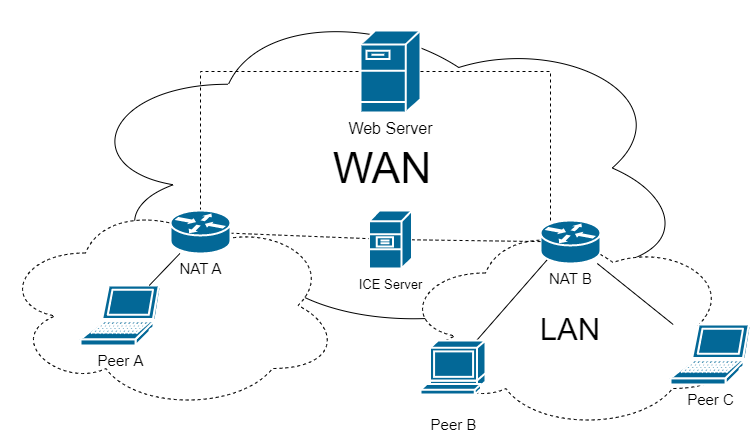 Web Server
WAN
NAT A
ICE Server
NAT B
LAN
Peer A
Peer B
Peer C